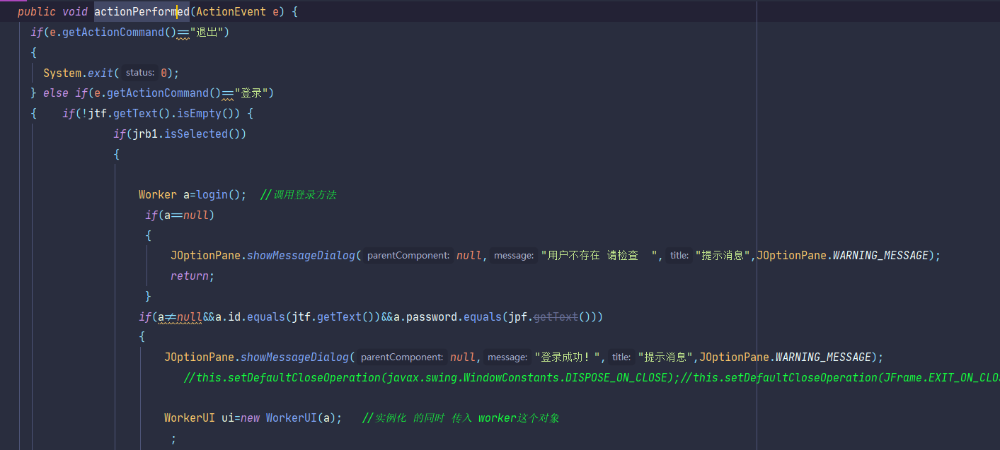 public void actionPerformed(ActionEvent e) {
if(e.getActionCommand()=="退出")
{
System.exit( status: 0);
} else if(e.getActionCommand()=="登录")
{ if(!jtf.getText().isEmpty()) {
if(jrb1.isSelected())
{
Worker a=login(); //调用登录方法
if(a==null)
{
JOptionPane.showMessageDialog( parentComponent: null, message: "用户不存在 请检查 ", title: "提示消息",JOptionPane.WARNING_MESSAGE);
return;
}
if(a!=null&&a.id.equals(jtf.getText())&&a.password.equals(jpf.getText()))
{
JOptionPane.showMessageDialog( parentComponent: null, message: "登录成功！", title: "提示消息",JOptionPane.WARNING_MESSAGE);
//this.setDefaultCloseOperation(javax.swing.WindowConstants.DISPOSE_ON_CLOSE);//this.setDefaultCloseOperation(JFrame.EXIT_ON_CLOS
WorkerUI ui=new WorkerUI(a); //实例化 的同时 传入 worker这个对象
;